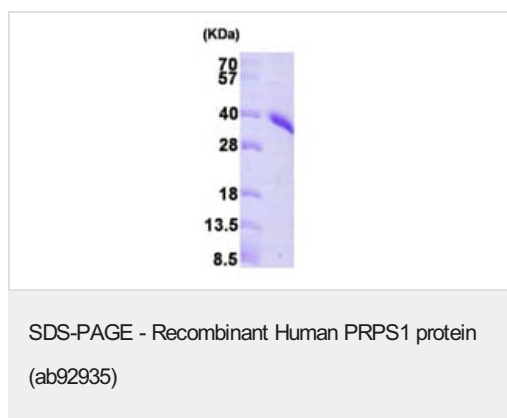 (KDa)
70
57
40
28
18
13.5
8.5
SDS-PAGE - Recombinant Human PRPS1 protein
(ab92935)